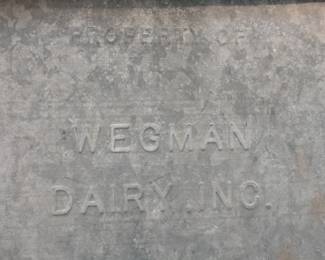 PROPERTY OF
WEGMAN
DAIRY INC.